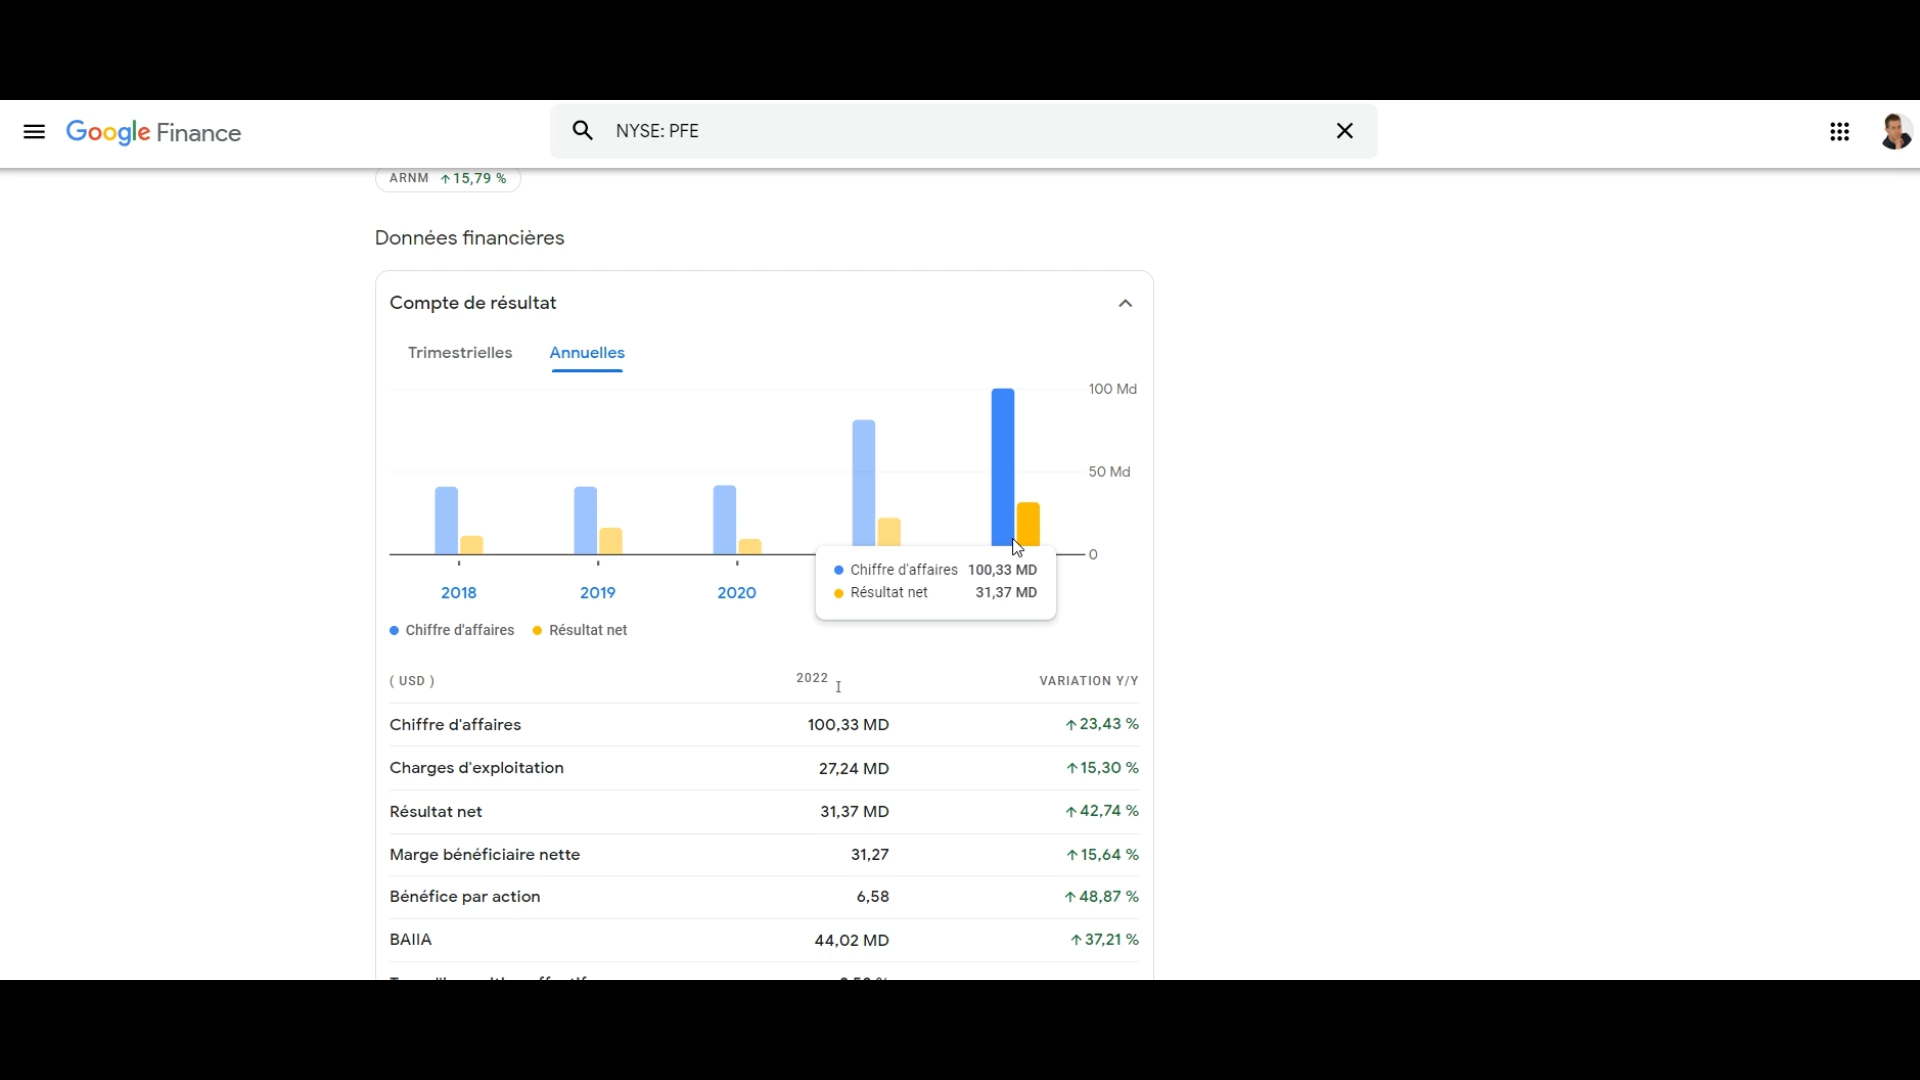 Google Finance
NYSE: PFE
ARNM ↑15,79 %
Données financières
Compte de résultat
Trimestrielles Annuelles
100 Md
50 Md
0
2018 2019 2020
Chiffre d'affaires 100,33 MD
Résultat net 31,37 MD
Chiffre d'affaires Résultat net
( USD ) 2022 VARIATION Y/Y
Chiffre d'affaires 100,33 MD ↑23,43 %
Charges d'exploitation 27,24 MD ↑15,30 %
Résultat net 31,37 MD ↑42,74 %
Marge bénéficiaire nette 31,27 ↑15,64 %
Bénéfice par action 6,58 ↑48,87 %
BAIIA 44,02 MD ↑37,21 %